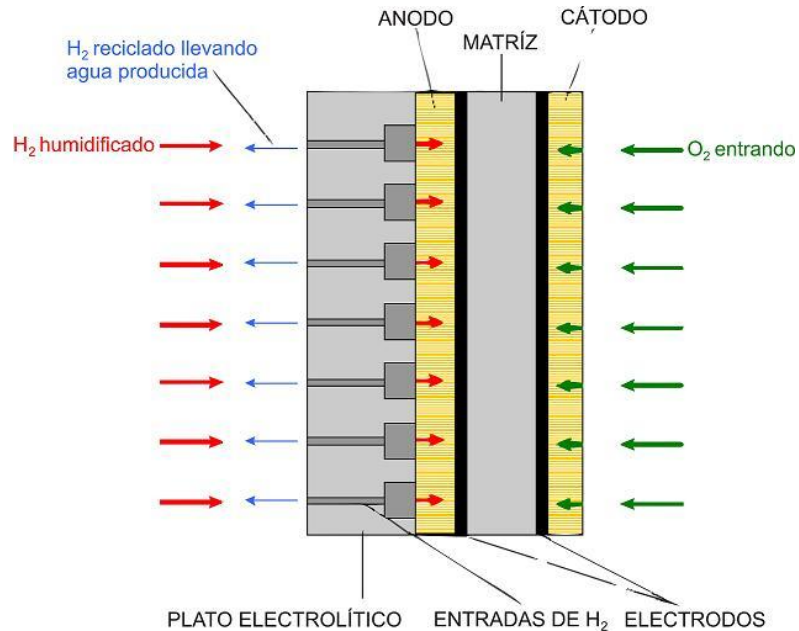 ANODO
CÁTODO
MATRÍZ
H₂ reciclado llevando
agua producida
H₂ humidificado
O₂ entrando
PLATO ELECTROLÍTICO
ENTRADAS DE H₂
ELECTRODOS